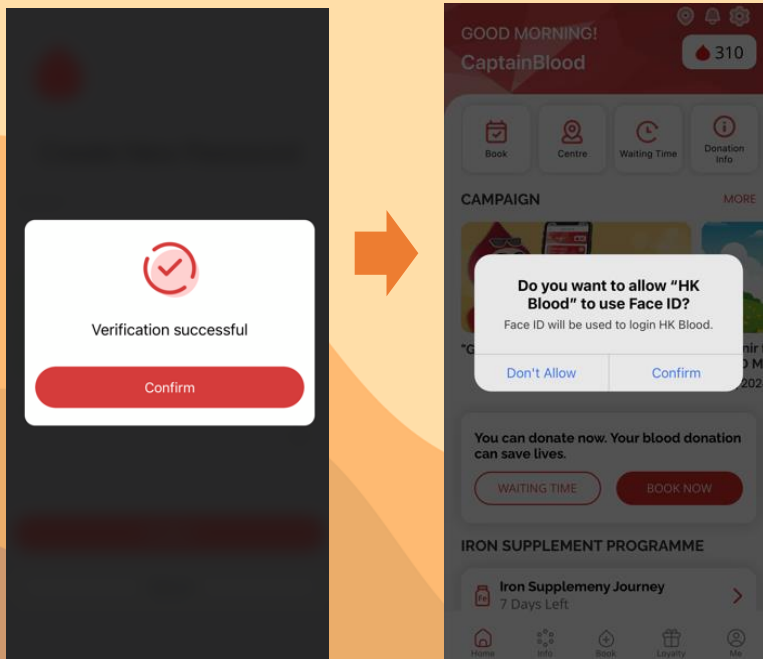 Verification successful
Confirm
GOOD MORNING!
CaptainBlood
310
Book
Centre
Waiting Time
Donation
Info
CAMPAIGN
MORE
Do you want to allow “HK
Blood” to use Face ID?
Face ID will be used to login HK Blood.
Don't Allow
Confirm
"G
You can donate now. Your blood donation
can save lives.
WAITING TIME
BOOK NOW
IRON SUPPLEMENT PROGRAMME
Fe
Iron Supplemeny Journey
7 Days Left
Home
Info
Book
Loyalty
Me